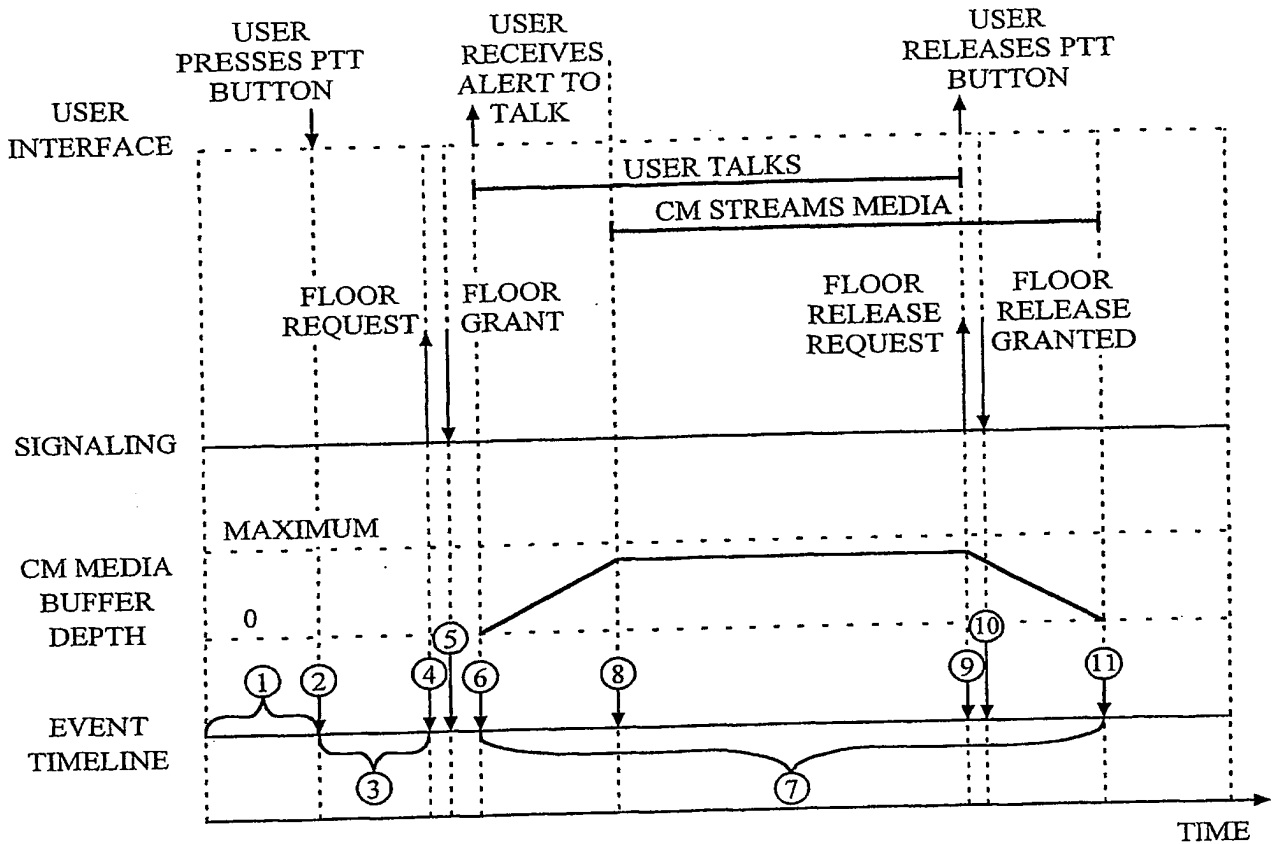 USER
PRESSES PTT
BUTTON
USER
RECEIVES
ALERT TO
TALK
USER
RELEASES PTT
BUTTON
USER
INTERFACE
USER TALKS
CM STREAMS MEDIA
FLOOR
REQUEST
FLOOR
GRANT
FLOOR
RELEASE
REQUEST
FLOOR
RELEASE
GRANTED
SIGNALING
MAXIMUM
CM MEDIA
BUFFER
DEPTH
0
1
2
3
4
5
6
7
8
9
10
11
EVENT
TIMELINE
TIME